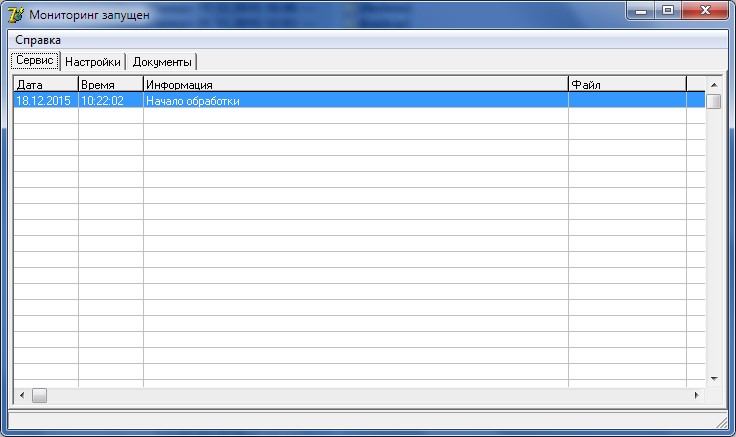 Мониторинг запущен
Справка
Сервис Настройки Документы
Дата Время Информация Файл
18.12.2015 10:22:02 Начало обработки